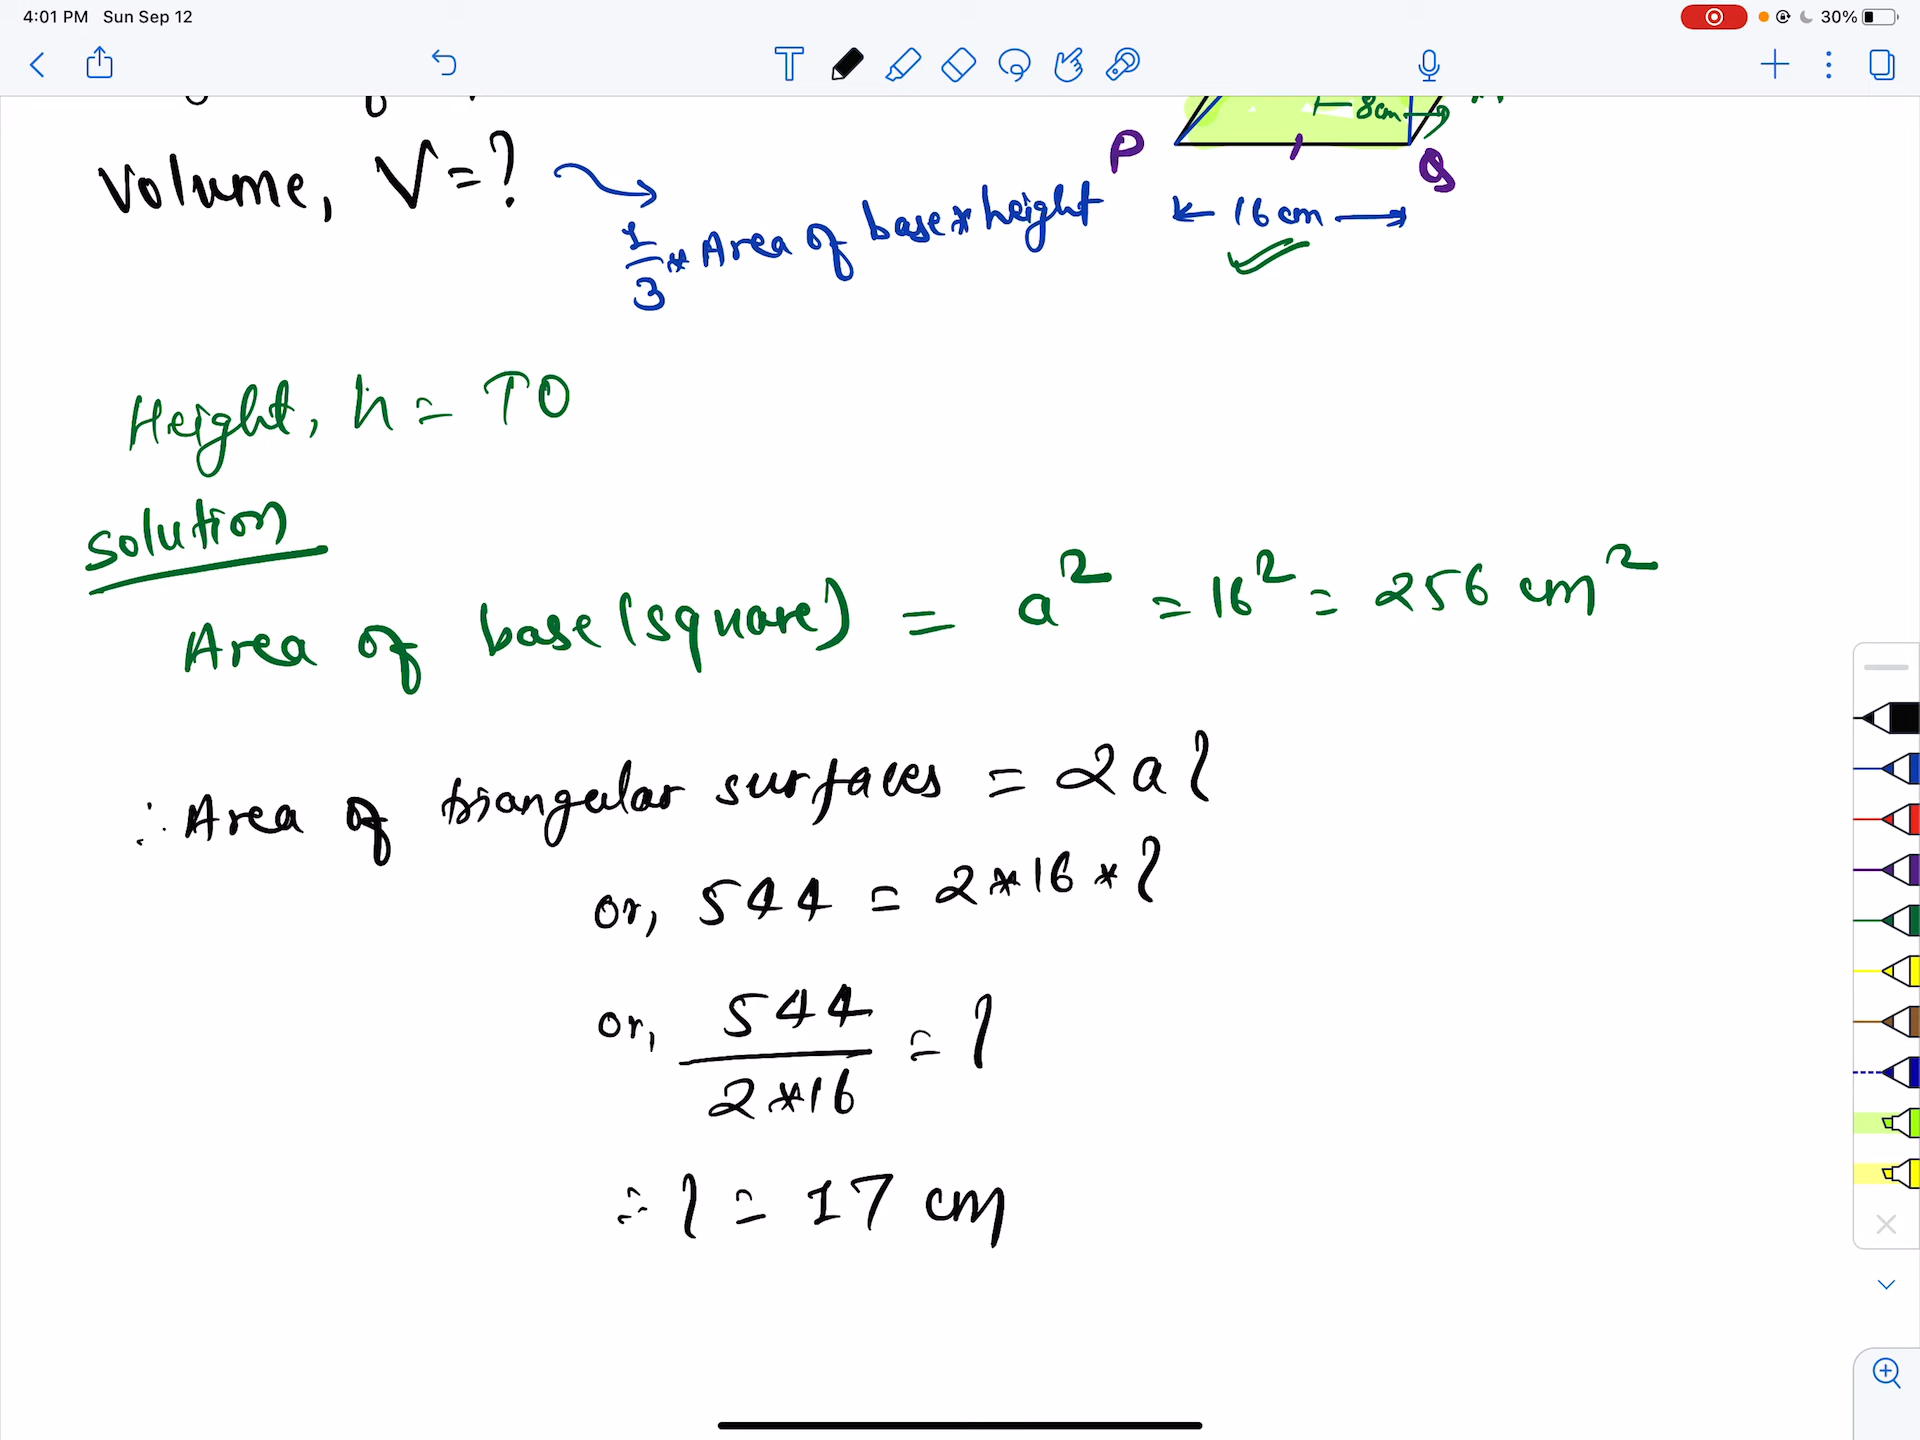 4:01 PM Sun Sep 12
30%
8cm
P
Q
Volume, V=?
1/3 * Area of base * height
16 cm
Height, h = TO
Solution
Area of base (square) = a² = 16² = 256 cm²
∴ Area of triangular surfaces = 2al
or, 544 = 2*16*l
or, 544/2*16 = l
∴ l = 17 cm